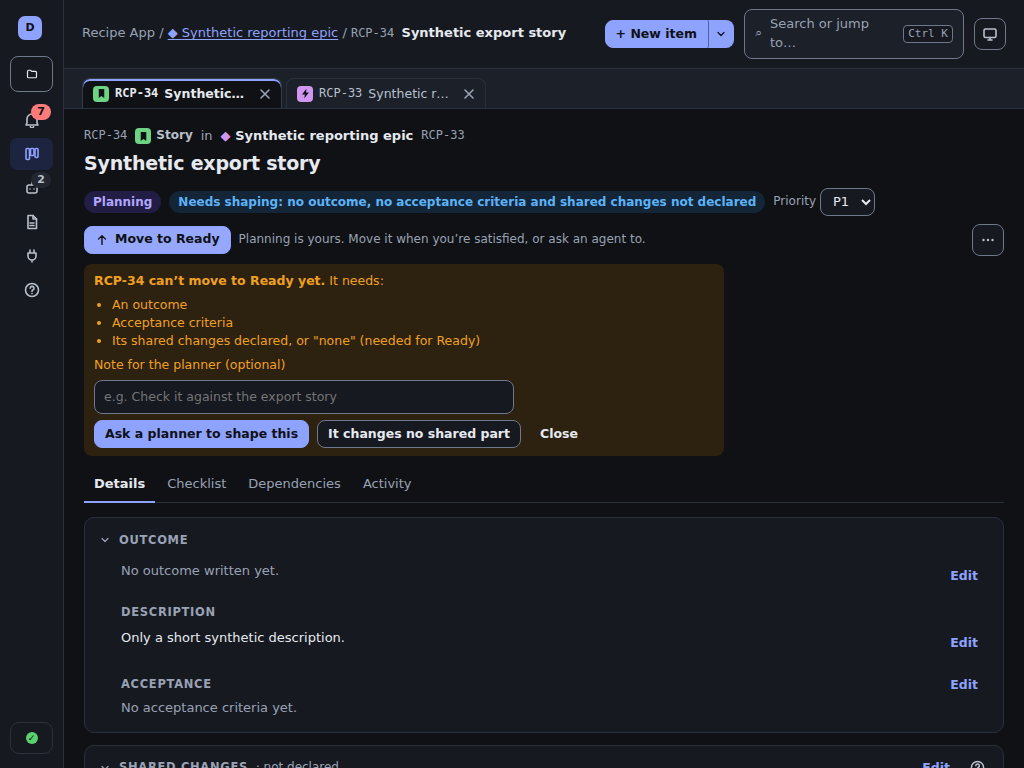 D
Recipe App / ◆ Synthetic reporting epic / RCP-34 Synthetic export story
+ New item
Search or jump to…
Ctrl K
7
2
RCP-34 Synthetic…
RCP-33 Synthetic r…
RCP-34 Story in ◆ Synthetic reporting epic RCP-33
Synthetic export story
Planning
Needs shaping: no outcome, no acceptance criteria and shared changes not declared
Priority P1
↑ Move to Ready
Planning is yours. Move it when you’re satisfied, or ask an agent to.
RCP-34 can’t move to Ready yet. It needs:
• An outcome
• Acceptance criteria
• Its shared changes declared, or "none" (needed for Ready)
Note for the planner (optional)
e.g. Check it against the export story
Ask a planner to shape this
It changes no shared part
Close
Details
Checklist
Dependencies
Activity
OUTCOME
No outcome written yet.
Edit
DESCRIPTION
Only a short synthetic description.
Edit
ACCEPTANCE
Edit
No acceptance criteria yet.
SHARED CHANGES · not declared
Edit